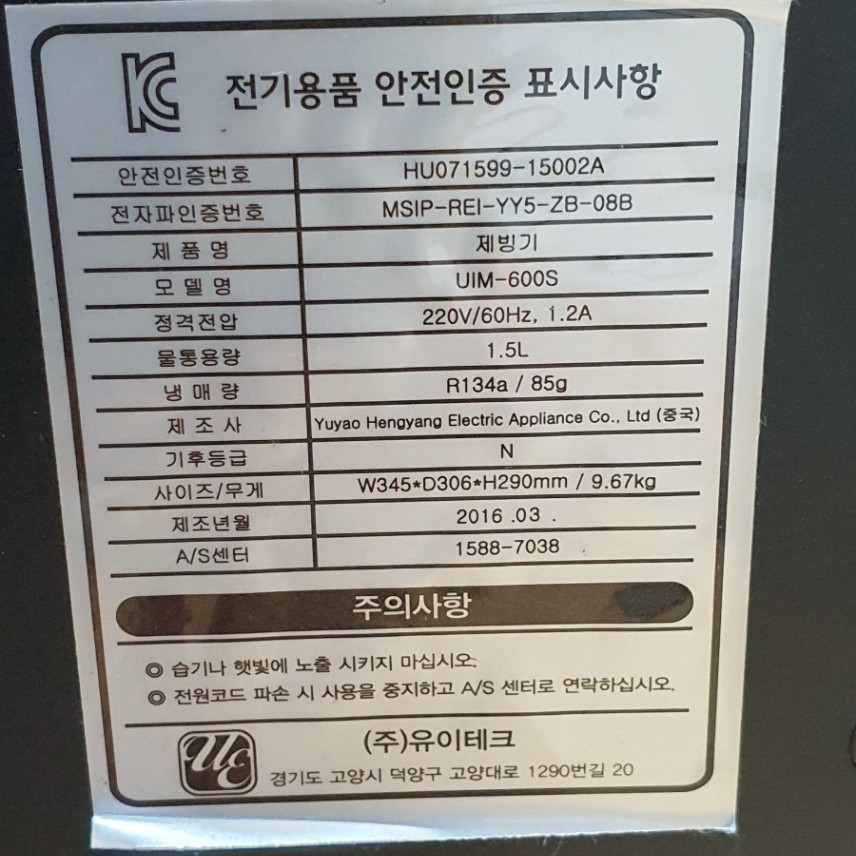 KC 전기용품 안전인증 표시사항
안전인증번호 HU071599-15002A
전자파인증번호 MSIP-REI-YY5-ZB-08B
제 품 명 제빙기
모 델 명 UIM-600S
정격전압 220V/60Hz, 1.2A
물통용량 1.5L
냉 매 량 R134a / 85g
제 조 사 Yuyao Hengyang Electric Appliance Co., Ltd (중국)
기후등급 N
사이즈/무게 W345*D306*H290mm / 9.67kg
제조년월 2016 .03 .
A/S센터 1588-7038
주의사항
◎ 습기나 햇빛에 노출 시키지 마십시오.
◎ 전원코드 파손 시 사용을 중지하고 A/S 센터로 연락하십시오.
UE (주)유이테크
경기도 고양시 덕양구 고양대로 1290번길 20